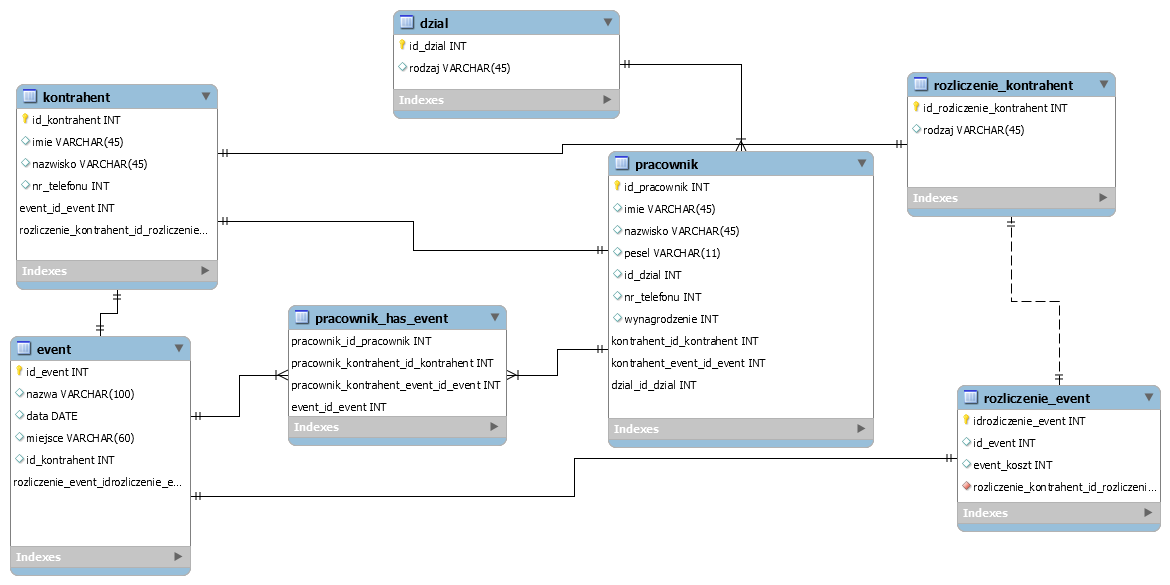 dzial
id_dzial INT
rodzaj VARCHAR(45)
Indexes
kontrahent
id_kontrahent INT
imie VARCHAR(45)
nazwisko VARCHAR(45)
nr_telefonu INT
event_id_event INT
rozliczenie_kontrahent_id_rozliczenie...
Indexes
rozliczenie_kontrahent
id_rozliczenie_kontrahent INT
rodzaj VARCHAR(45)
Indexes
pracownik
id_pracownik INT
imie VARCHAR(45)
nazwisko VARCHAR(45)
pesel VARCHAR(11)
id_dzial INT
nr_telefonu INT
wynagrodzenie INT
kontrahent_id_kontrahent INT
kontrahent_event_id_event INT
dzial_id_dzial INT
Indexes
pracownik_has_event
pracownik_id_pracownik INT
pracownik_kontrahent_id_kontrahent INT
pracownik_kontrahent_event_id_event INT
event_id_event INT
Indexes
event
id_event INT
nazwa VARCHAR(100)
data DATE
miejsce VARCHAR(60)
id_kontrahent INT
rozliczenie_event_idrozliczenie_e...
Indexes
rozliczenie_event
idrozliczenie_event INT
id_event INT
event_koszt INT
rozliczenie_kontrahent_id_rozliczeni...
Indexes